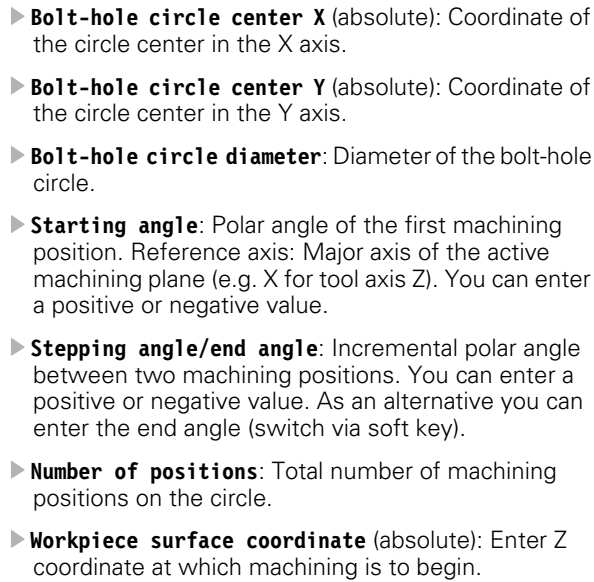 ▶ Bolt-hole circle center X (absolute): Coordinate of
the circle center in the X axis.
▶ Bolt-hole circle center Y (absolute): Coordinate of
the circle center in the Y axis.
▶ Bolt-hole circle diameter: Diameter of the bolt-hole
circle.
▶ Starting angle: Polar angle of the first machining
position. Reference axis: Major axis of the active
machining plane (e.g. X for tool axis Z). You can enter
a positive or negative value.
▶ Stepping angle/end angle: Incremental polar angle
between two machining positions. You can enter a
positive or negative value. As an alternative you can
enter the end angle (switch via soft key).
▶ Number of positions: Total number of machining
positions on the circle.
▶ Workpiece surface coordinate (absolute): Enter Z
coordinate at which machining is to begin.